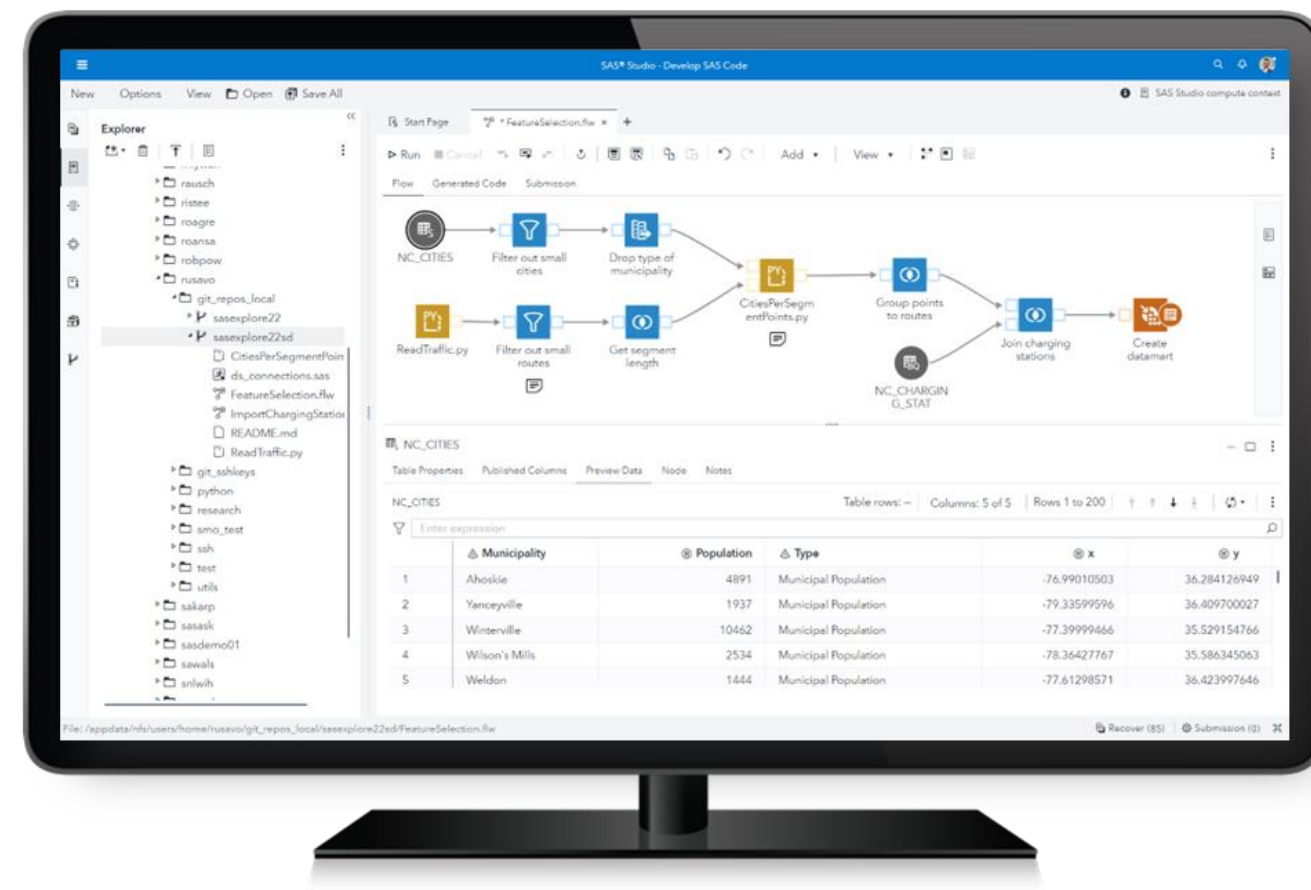 SAS® Studio - Develop SAS Code
New Options View Open Save All
SAS Studio compute context
Explorer
rausch
ristee
roagre
roansa
robpow
rusavo
git_repos_local
sasexplore22
sasexplore22sd
CitiesPerSegmentPoin
ds_connections.sas
FeatureSelection.flw
ImportChargingStation
README.md
ReadTraffic.py
git_sshkeys
python
research
smo_test
ssh
test
utils
sakarp
sasask
sasdemo01
sawals
snlwih
Start Page * FeatureSelection.flw × +
Run Cancel Add View
Flow Generated Code Submission
NC_CITIES
Filter out small
cities
Drop type of
municipality
CitiesPerSegm
entPoints.py
Group points
to routes
ReadTraffic.py
Filter out small
routes
Get segment
length
NC_CHARGIN
G_STAT
Join charging
stations
Create
datamart
NC_CITIES
Table Properties Published Columns Preview Data Node Notes
NC_CITIES Table rows: – Columns: 5 of 5 Rows 1 to 200
Enter expression
Municipality Population Type x y
1 Ahoskie 4891 Municipal Population -76.99010503 36.284126949
2 Yanceyville 1937 Municipal Population -79.33599596 36.409700027
3 Winterville 10462 Municipal Population -77.39999466 35.529154766
4 Wilson's Mills 2534 Municipal Population -78.36427767 35.586345063
5 Weldon 1444 Municipal Population -77.61298571 36.423997646
File: /appdata/nfs/users/home/rusavo/git_repos_local/sasexplore22sd/FeatureSelection.flw
Recover (85) Submission (0)